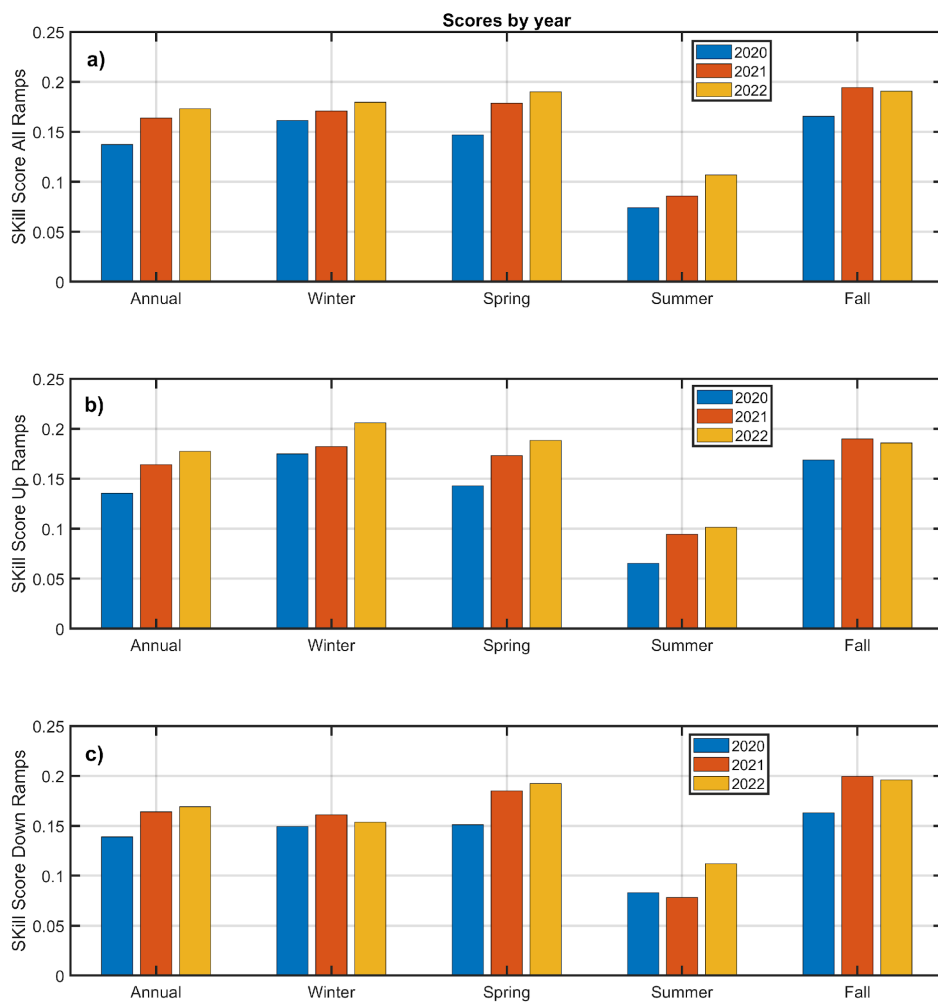 Scores by year
a)
SKill Score All Ramps
0.25
0.2
0.15
0.1
0.05
0
2020
2021
2022
Annual Winter Spring Summer Fall
b)
SKill Score Up Ramps
0.25
0.2
0.15
0.1
0.05
0
2020
2021
2022
Annual Winter Spring Summer Fall
c)
SKill Score Down Ramps
0.25
0.2
0.15
0.1
0.05
0
2020
2021
2022
Annual Winter Spring Summer Fall